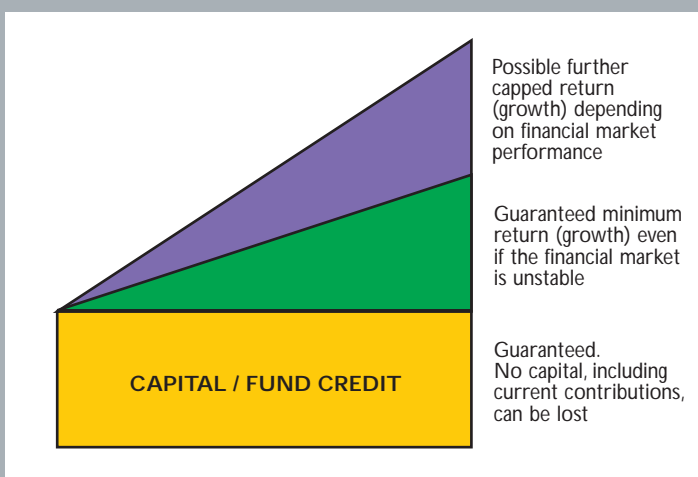 Possible further
capped return
(growth) depending
on financial market
performance
Guaranteed minimum
return (growth) even
if the financial market
is unstable
CAPITAL / FUND CREDIT
Guaranteed.
No capital, including
current contributions,
can be lost